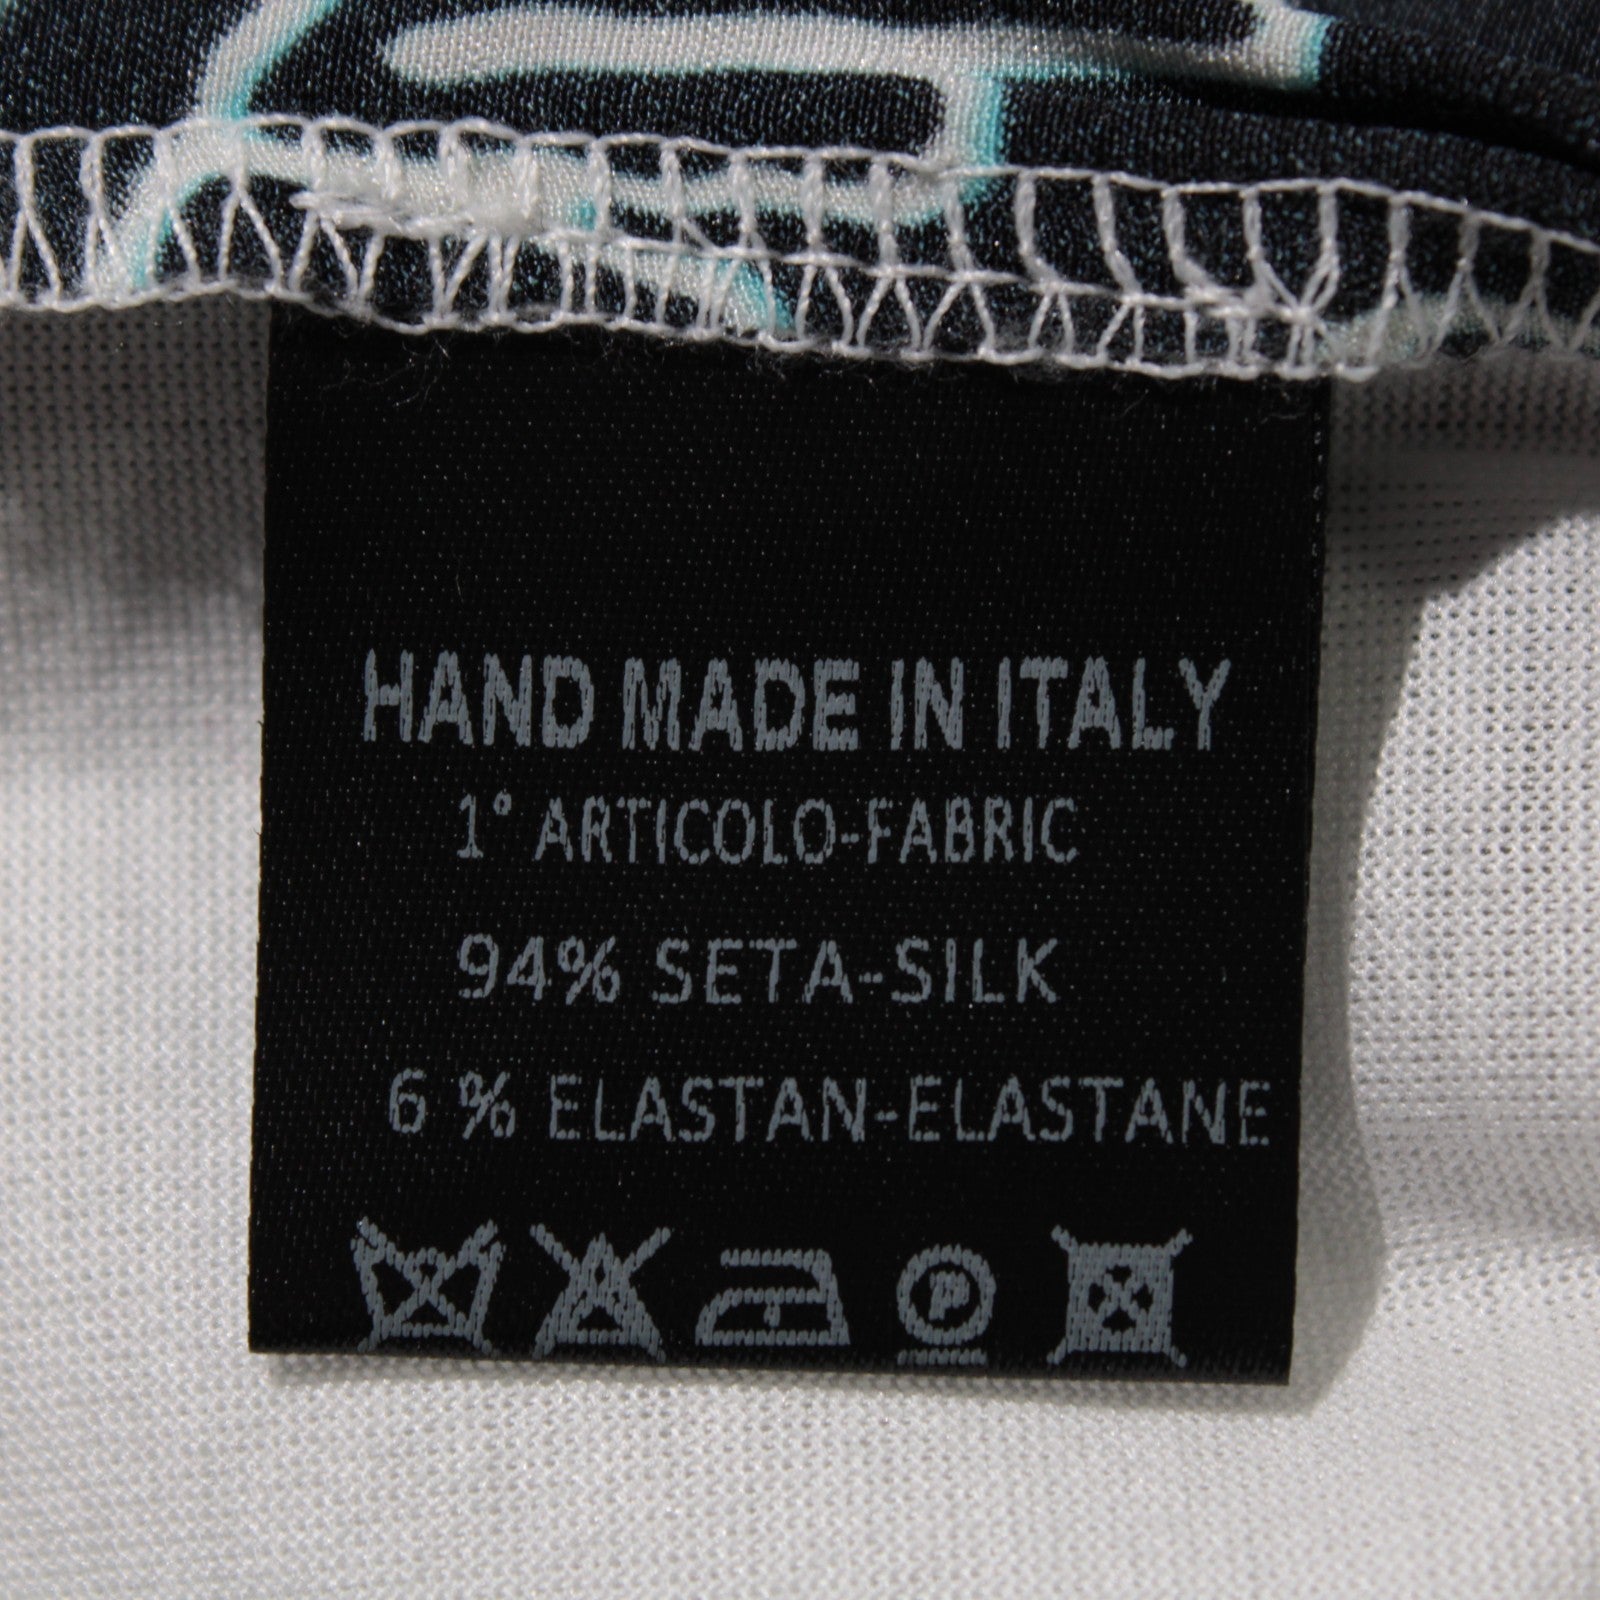 HAND MADE IN ITALY
1° ARTICOLO-FABRIC
94% SETA-SILK
6 % ELASTAN-ELASTANE
P